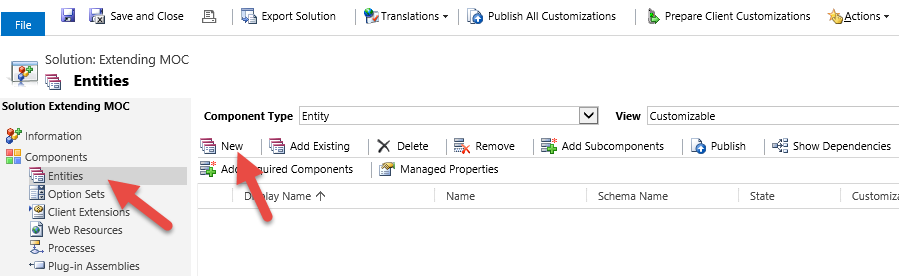 File
Save and Close
Export Solution
Translations
Publish All Customizations
Prepare Client Customizations
Actions
Solution: Extending MOC
Entities
Solution Extending MOC
Information
Components
Entities
Option Sets
Client Extensions
Web Resources
Processes
Plug-in Assemblies
Component Type Entity View Customizable
New Add Existing Delete Remove Add Subcomponents Publish Show Dependencies
Components Managed Properties
Display Name Name Schema Name State Customiza